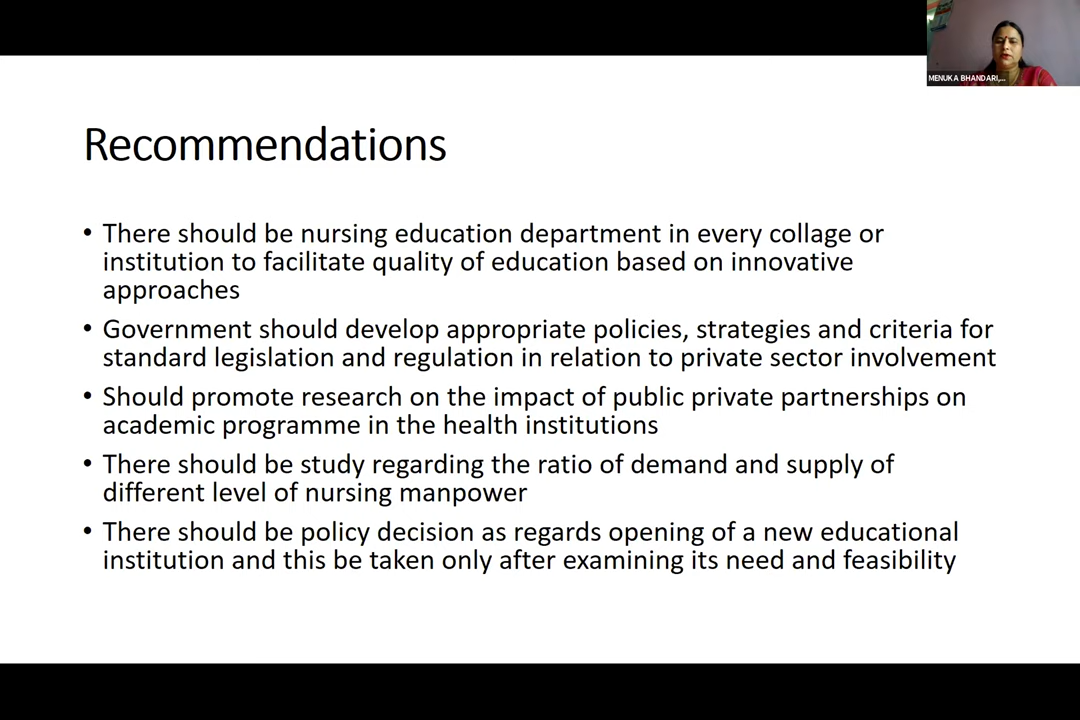 MENUKA BHANDARI,...
Recommendations
• There should be nursing education department in every collage or
institution to facilitate quality of education based on innovative
approaches
• Government should develop appropriate policies, strategies and criteria for
standard legislation and regulation in relation to private sector involvement
• Should promote research on the impact of public private partnerships on
academic programme in the health institutions
• There should be study regarding the ratio of demand and supply of
different level of nursing manpower
• There should be policy decision as regards opening of a new educational
institution and this be taken only after examining its need and feasibility